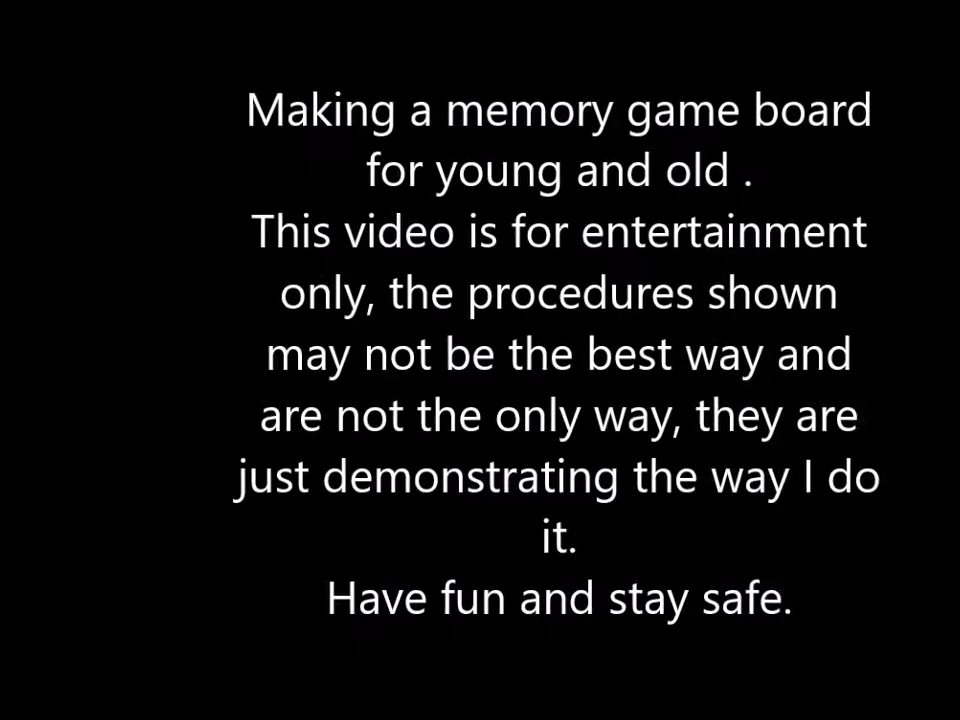 Making a memory game board
for young and old .
This video is for entertainment
only, the procedures shown
may not be the best way and
are not the only way, they are
just demonstrating the way I do
it.
Have fun and stay safe.